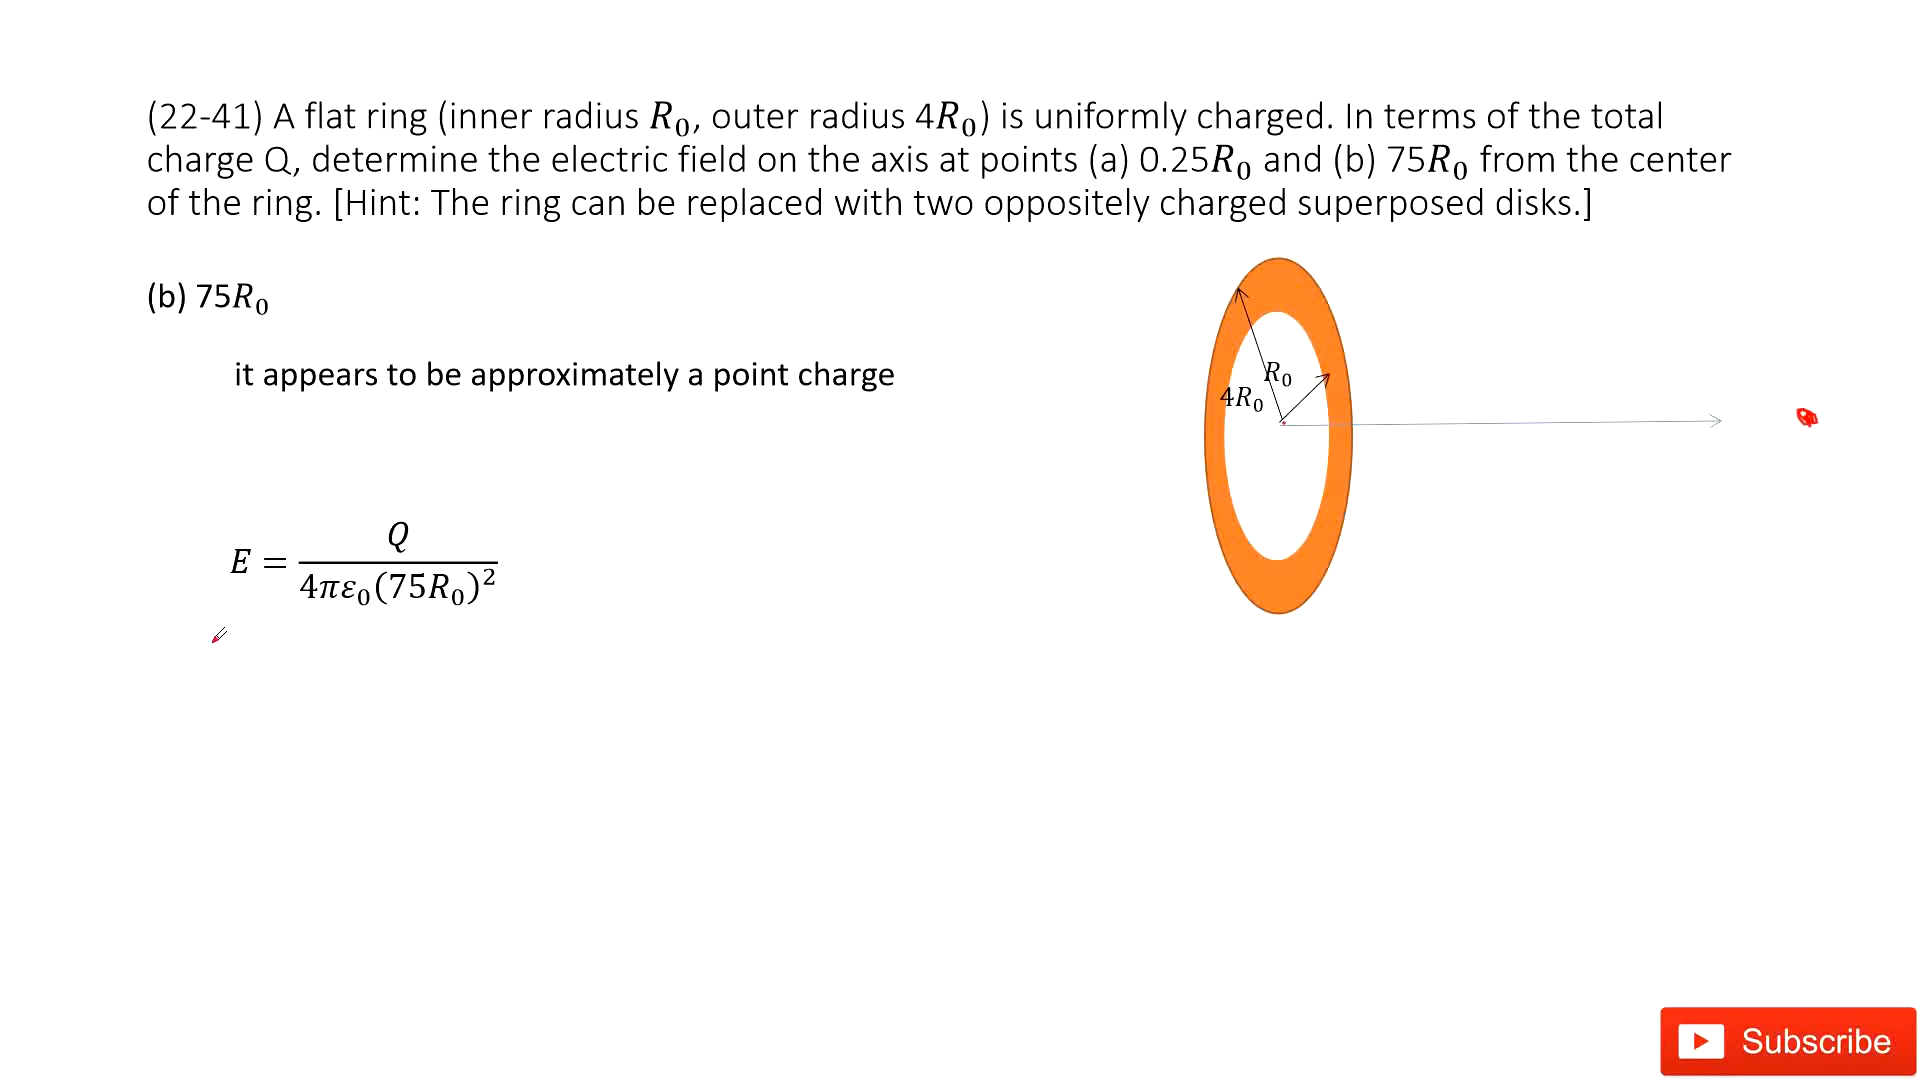 (22-41) A flat ring (inner radius R₀, outer radius 4R₀) is uniformly charged. In terms of the total
charge Q, determine the electric field on the axis at points (a) 0.25R₀ and (b) 75R₀ from the center
of the ring. [Hint: The ring can be replaced with two oppositely charged superposed disks.]
(b) 75R₀
it appears to be approximately a point charge
R₀
4R₀
E = Q / 4πε₀(75R₀)²
Subscribe